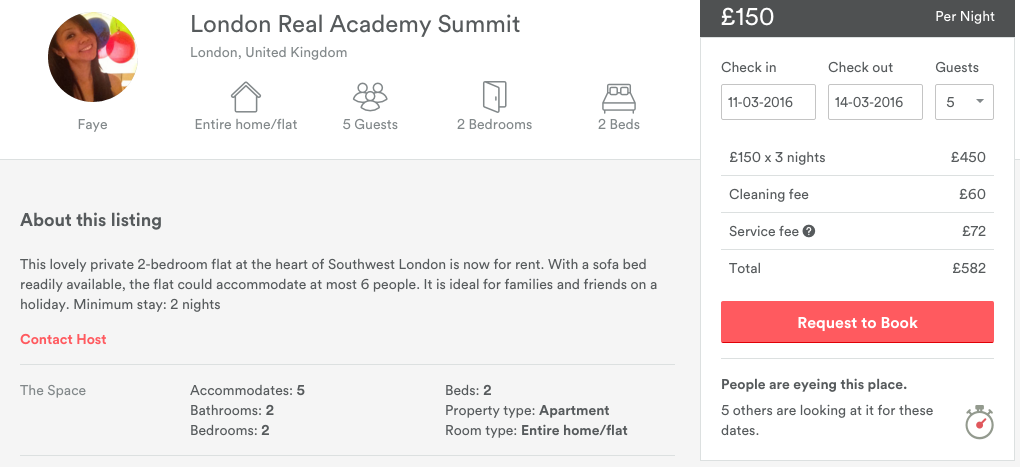 London Real Academy Summit
London, United Kingdom
Faye
Entire home/flat
5 Guests
2 Bedrooms
2 Beds
£150
Per Night
Check in
Check out
Guests
11-03-2016
14-03-2016
5
£150 x 3 nights
£450
Cleaning fee
£60
Service fee ?
£72
Total
£582
Request to Book
People are eyeing this place.
5 others are looking at it for these
dates.
About this listing
This lovely private 2-bedroom flat at the heart of Southwest London is now for rent. With a sofa bed
readily available, the flat could accommodate at most 6 people. It is ideal for families and friends on a
holiday. Minimum stay: 2 nights
Contact Host
The Space
Accommodates: 5
Bathrooms: 2
Bedrooms: 2
Beds: 2
Property type: Apartment
Room type: Entire home/flat